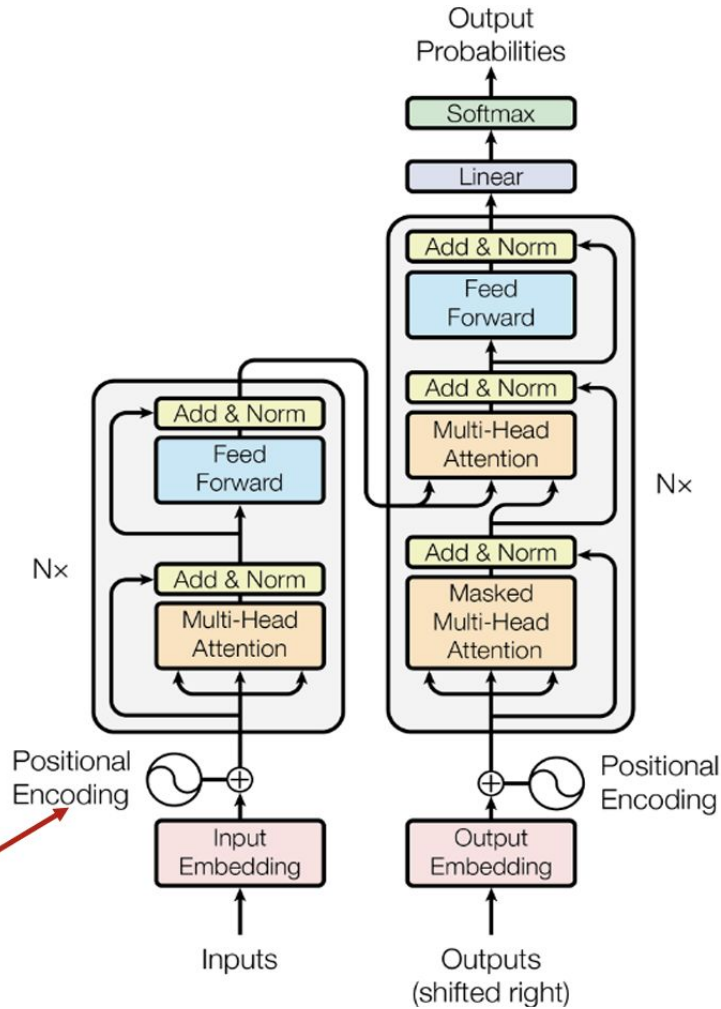 Output
Probabilities
Softmax
Linear
Add & Norm
Feed
Forward
Add & Norm
Multi-Head
Attention
Nx
Add & Norm
Masked
Multi-Head
Attention
Add & Norm
Feed
Forward
Nx
Add & Norm
Multi-Head
Attention
Positional
Encoding
Positional
Encoding
Input
Embedding
Output
Embedding
Inputs
Outputs
(shifted right)